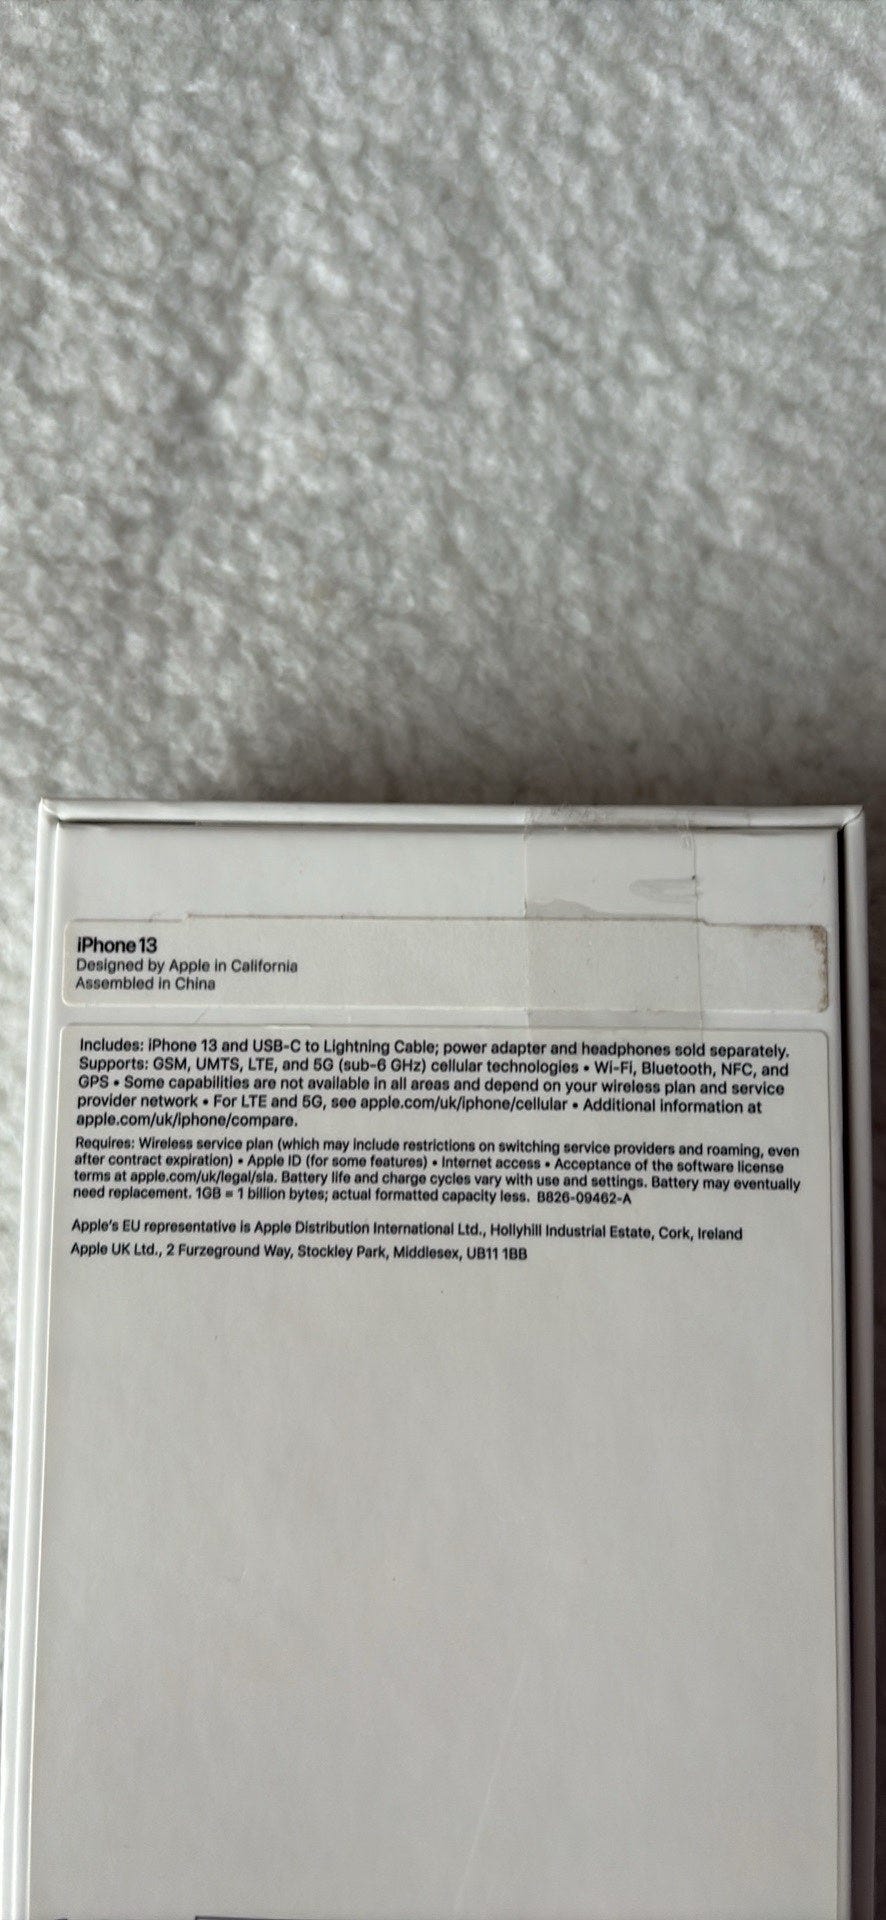 iPhone 13
Designed by Apple in California
Assembled in China
Includes: iPhone 13 and USB-C to Lightning Cable; power adapter and headphones sold separately.
Supports: GSM, UMTS, LTE, and 5G (sub-6 GHz) cellular technologies • Wi-Fi, Bluetooth, NFC, and
GPS • Some capabilities are not available in all areas and depend on your wireless plan and service
provider network • For LTE and 5G, see apple.com/uk/iphone/cellular • Additional information at
apple.com/uk/iphone/compare.
Requires: Wireless service plan (which may include restrictions on switching service providers and roaming, even
after contract expiration) • Apple ID (for some features) • Internet access • Acceptance of the software license
terms at apple.com/uk/legal/sla. Battery life and charge cycles vary with use and settings. Battery may eventually
need replacement. 1GB = 1 billion bytes; actual formatted capacity less. B826-09462-A
Apple's EU representative is Apple Distribution International Ltd., Hollyhill Industrial Estate, Cork, Ireland
Apple UK Ltd., 2 Furzeground Way, Stockley Park, Middlesex, UB11 1BB